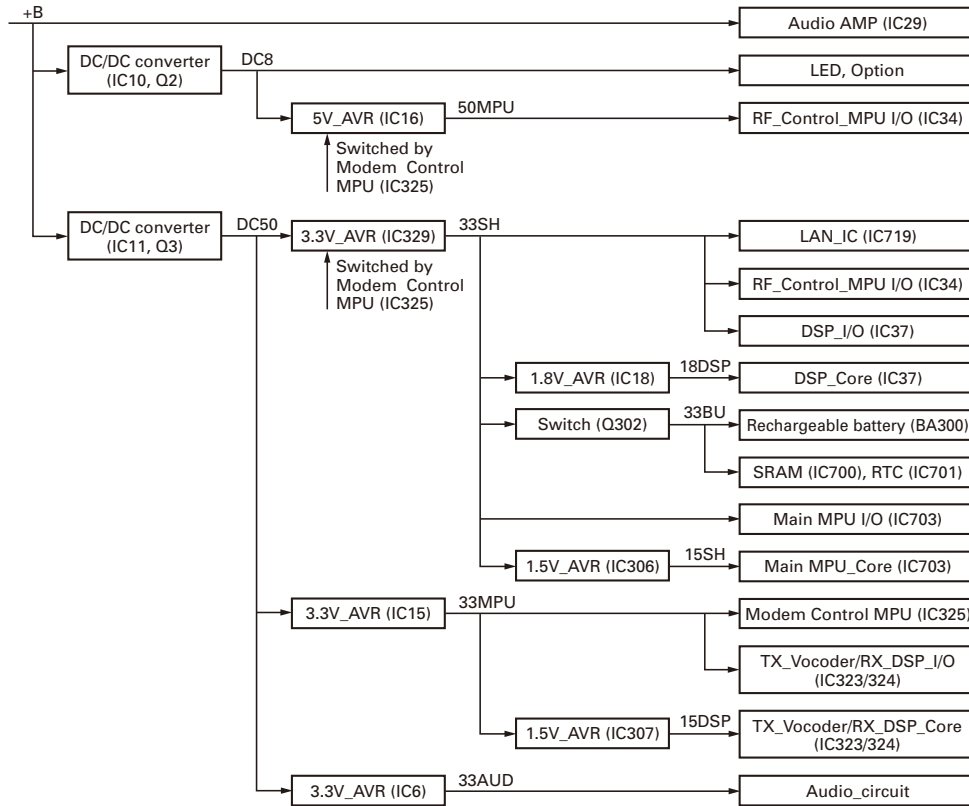 +B
Audio AMP (IC29)
DC/DC converter
(IC10, Q2)
DC8
LED, Option
5V_AVR (IC16)
50MPU
RF_Control_MPU I/O (IC34)
Switched by
Modem Control
MPU (IC325)
DC/DC converter
(IC11, Q3)
DC50
3.3V_AVR (IC329)
33SH
LAN_IC (IC719)
Switched by
Modem Control
MPU (IC325)
RF_Control_MPU I/O (IC34)
DSP_I/O (IC37)
1.8V_AVR (IC18)
18DSP
DSP_Core (IC37)
Switch (Q302)
33BU
Rechargeable battery (BA300)
SRAM (IC700), RTC (IC701)
Main MPU I/O (IC703)
1.5V_AVR (IC306)
15SH
Main MPU_Core (IC703)
3.3V_AVR (IC15)
33MPU
Modem Control MPU (IC325)
TX_Vocoder/RX_DSP_I/O
(IC323/324)
1.5V_AVR (IC307)
15DSP
TX_Vocoder/RX_DSP_Core
(IC323/324)
3.3V_AVR (IC6)
33AUD
Audio_circuit